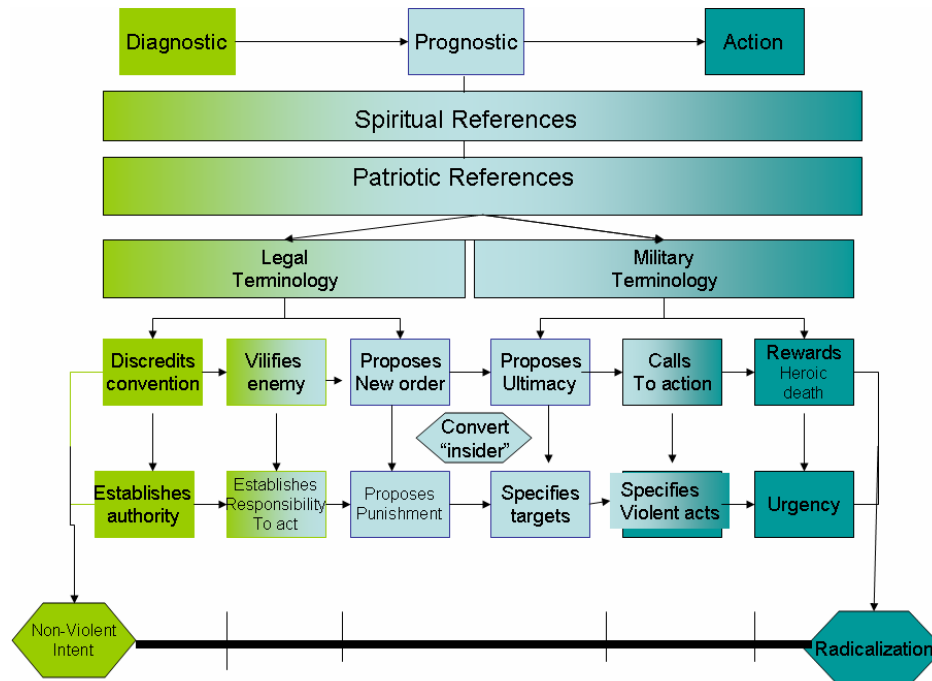 Diagnostic
Prognostic
Action
Spiritual References
Patriotic References
Legal
Terminology
Military
Terminology
Discredits
convention
Vilifies
enemy
Proposes
New order
Proposes
Ultimacy
Calls
To action
Rewards
Heroic
death
Convert
"insider"
Establishes
authority
Establishes
Responsibility
To act
Proposes
Punishment
Specifies
targets
Specifies
Violent acts
Urgency
Non-Violent
Intent
Radicalization